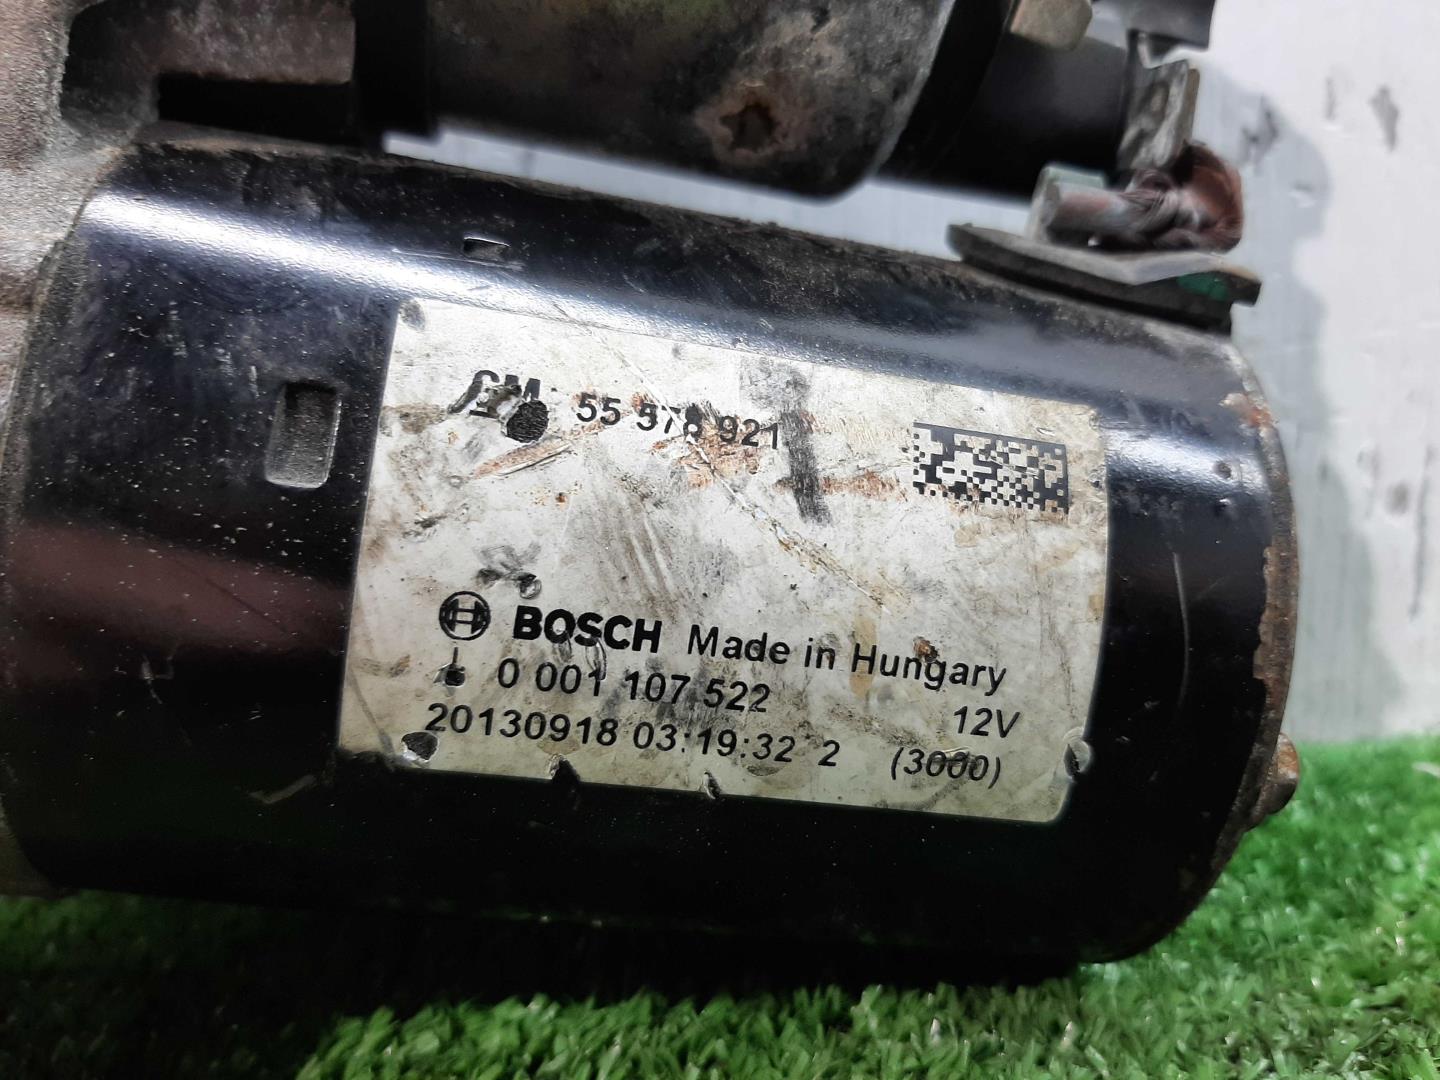 GM 55 578 921
BOSCH Made in Hungary
0 001 107 522 12V
20130918 03:19:32 2 (3000)